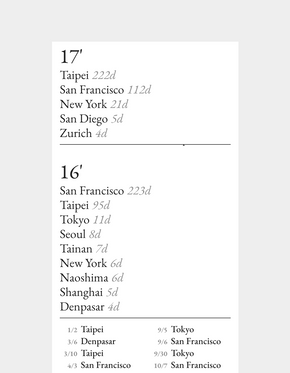 17'
Taipei 222d
San Francisco 112d
New York 21d
San Diego 5d
Zurich 4d
16'
San Francisco 223d
Taipei 95d
Tokyo 11d
Seoul 8d
Tainan 7d
New York 6d
Naoshima 6d
Shanghai 5d
Denpasar 4d
1/2 Taipei 9/5 Tokyo
3/6 Denpasar 9/6 San Francisco
3/10 Taipei 9/30 Tokyo
4/3 San Francisco 10/7 San Francisco